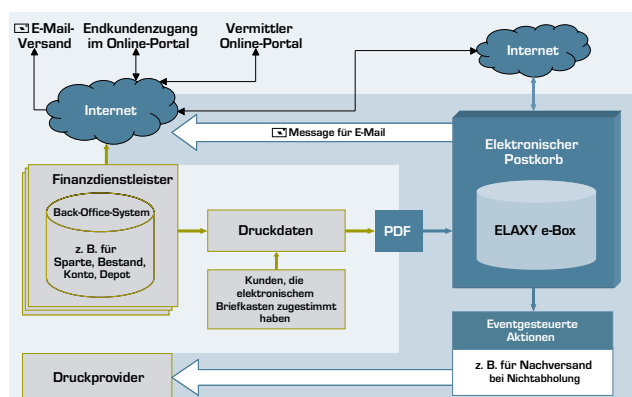 E-Mail-
Versand
Endkundenzugang
im Online-Portal
Vermittler
Online-Portal
Internet
Internet
Message für E-Mail
Elektronischer
Postkorb
ELAXY e-Box
Finanzdienstleister
Back-Office-System
z. B. für
Sparte, Bestand,
Konto, Depot
Druckdaten
PDF
Kunden, die
elektronischem
Briefkasten zugestimmt
haben
Eventgesteuerte
Aktionen
z. B. für Nachversand
bei Nichtabholung
Druckprovider